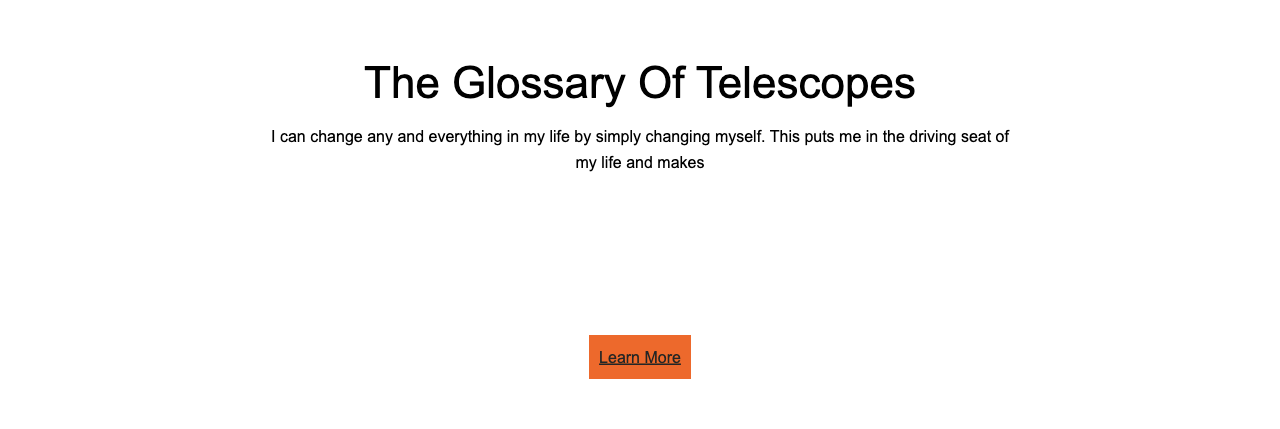 The Glossary Of Telescopes
I can change any and everything in my life by simply changing myself. This puts me in the driving seat of
my life and makes
Learn More